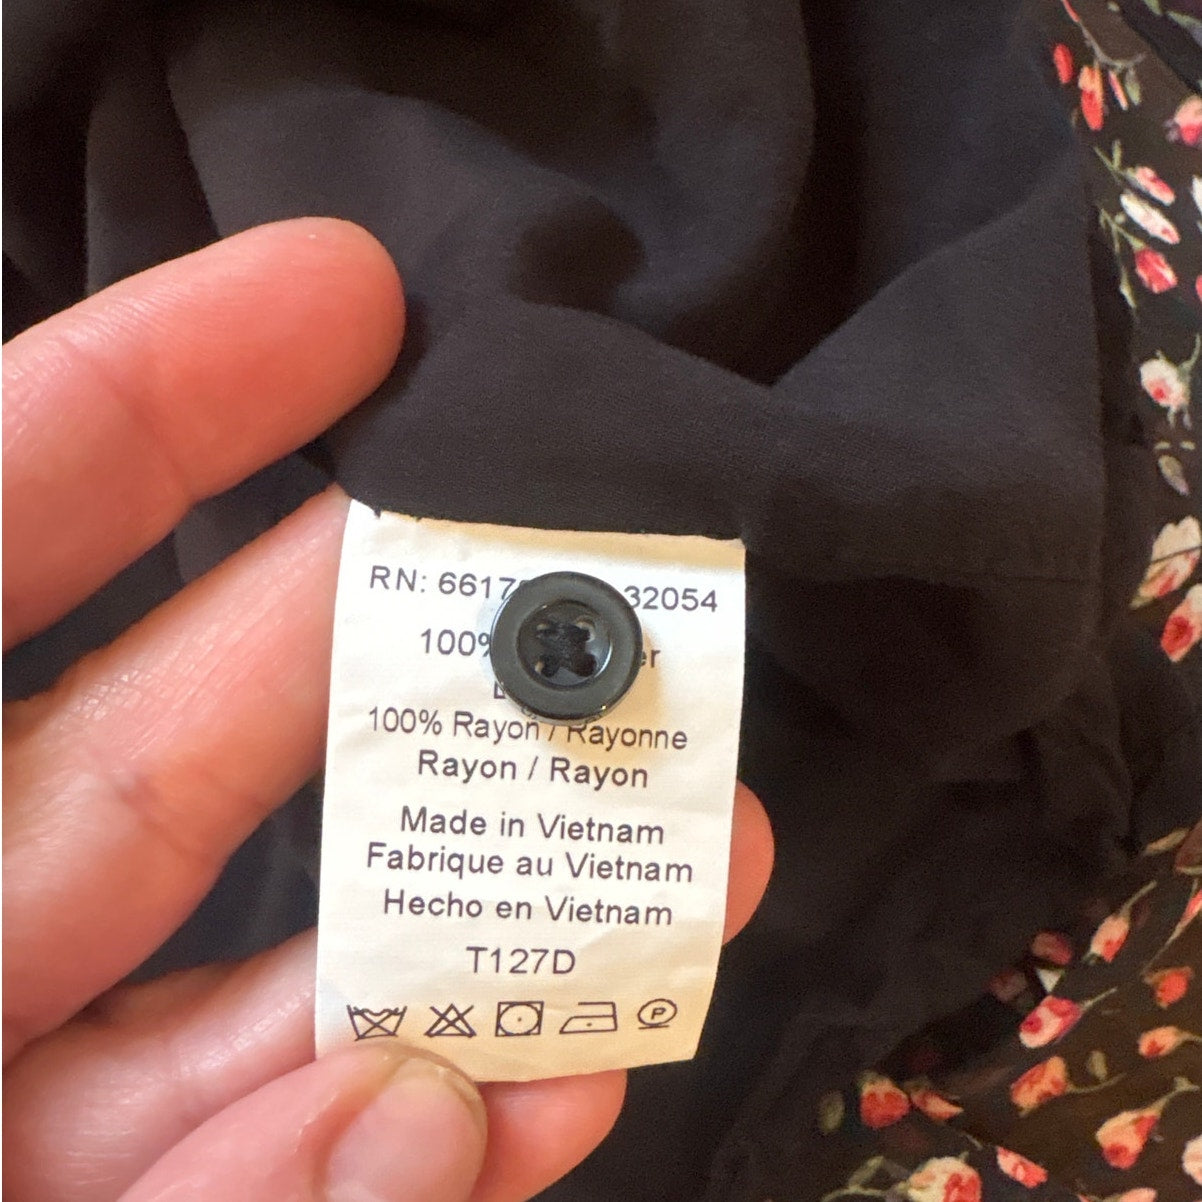 RN: 6617 32054
100%
100% Rayon / Rayonne
Rayon / Rayon
Made in Vietnam
Fabrique au Vietnam
Hecho en Vietnam
T127D
P